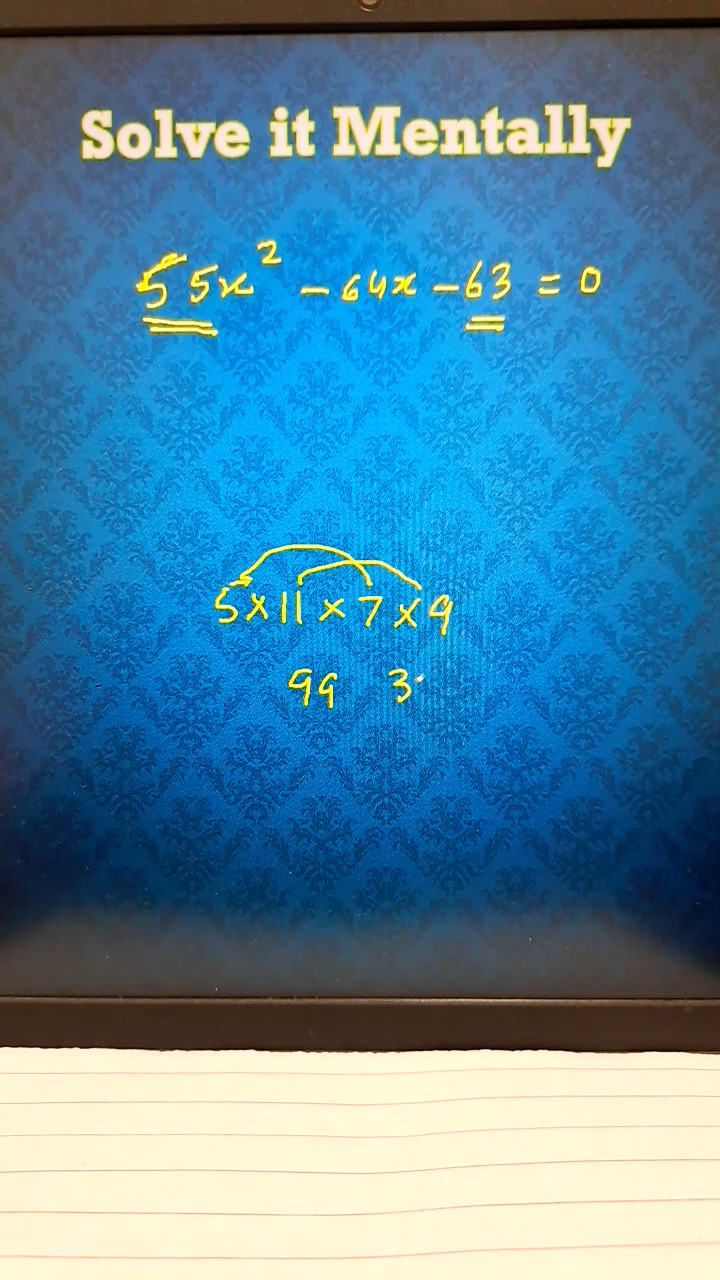 Solve it Mentally
55x² - 64x - 63 = 0
5 x 11 x 7 x 9
99 3